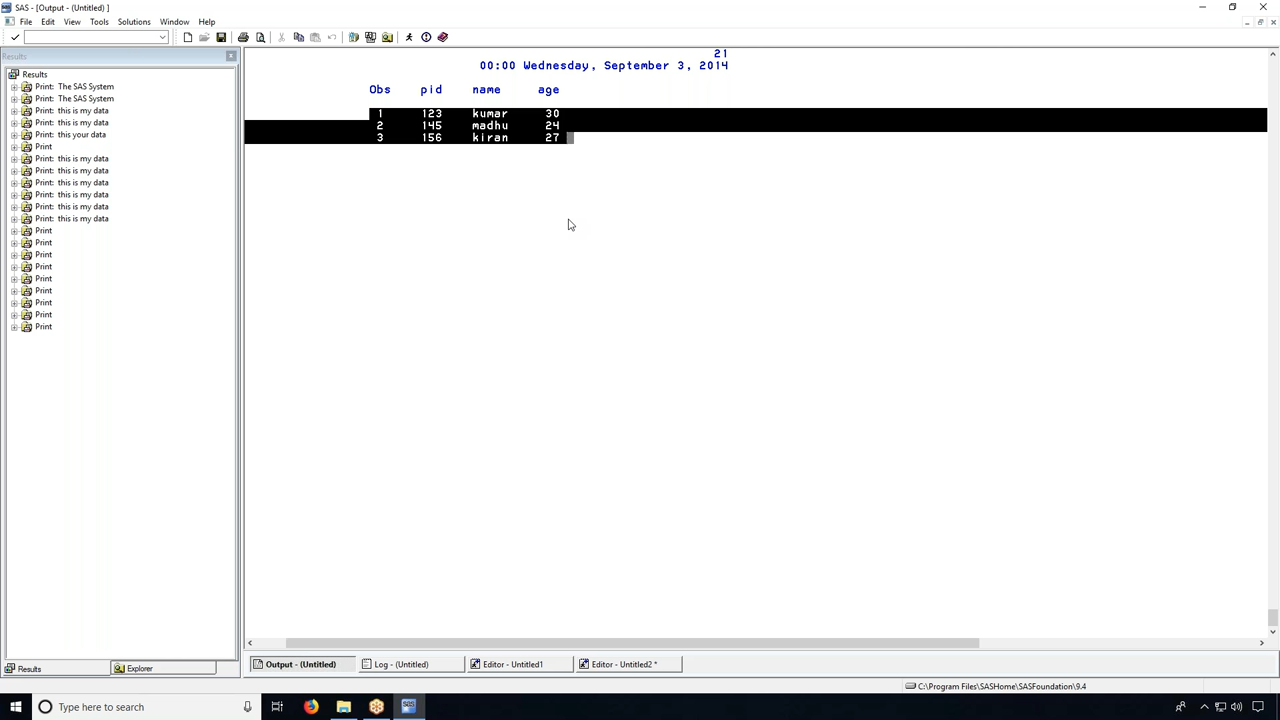 SAS - [Output - (Untitled) ]
File Edit View Tools Solutions Window Help
Results
Results
Print: The SAS System
Print: The SAS System
Print: this is my data
Print: this is my data
Print: this your data
Print
Print: this is my data
Print: this is my data
Print: this is my data
Print: this is my data
Print: this is my data
Print: this is my data
Print
Print
Print
Print
Print
Print
Print
Print
Print
21
00:00 Wednesday, September 3, 2014
Obs pid name age
1 123 kumar 30
2 145 madhu 24
3 156 kiran 27
Results Explorer
Output - (Untitled) Log - (Untitled) Editor - Untitled1 Editor - Untitled2 *
C:\Program Files\SASHome\SASFoundation\9.4
Type here to search